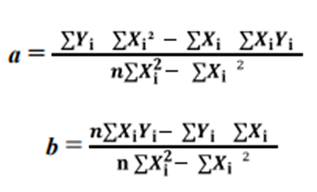 a = ∑Yᵢ ∑Xᵢ² − ∑Xᵢ ∑XᵢYᵢ / n∑Xᵢ² − ∑Xᵢ ²
b = n∑XᵢYᵢ − ∑Yᵢ ∑Xᵢ / n ∑Xᵢ² − ∑Xᵢ ²